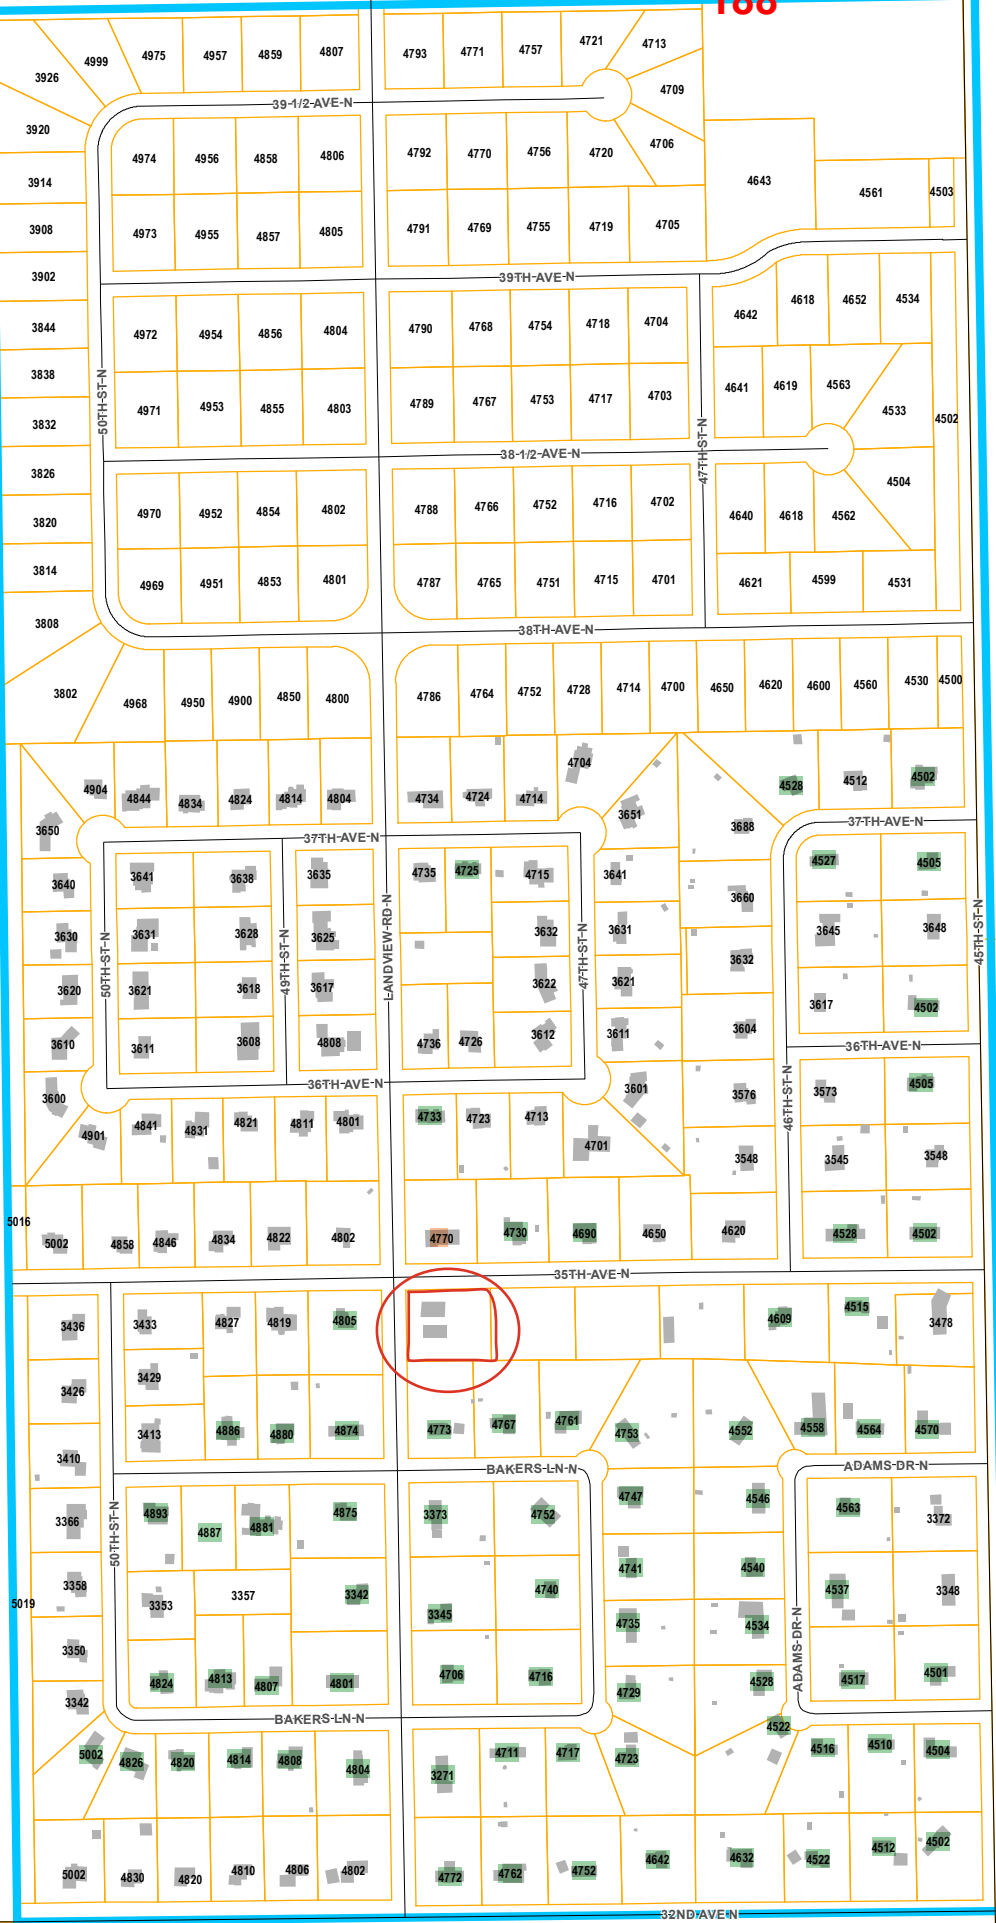 166
4999 4975 4957 4859 4807 4793 4771 4757 4721 4713
3926
4709
39-1/2-AVE-N
3920
4974 4956 4858 4806 4792 4770 4756 4720 4706
3914 4643 4561 4503
3908 4973 4955 4857 4805 4791 4769 4755 4719 4705
3902 39TH-AVE-N
3844 4972 4954 4856 4804 4790 4768 4754 4718 4704 4642 4618 4652 4534
3838 4641 4619 4563
50TH-ST-N
3832 4971 4953 4855 4803 4789 4767 4753 4717 4703 4533 4502
47TH-ST-N
38-1/2-AVE-N
3826 4504
3820 4970 4952 4854 4802 4788 4766 4752 4716 4702 4640 4618 4562
3814 4969 4951 4853 4801 4787 4765 4751 4715 4701 4621 4599 4531
3808 38TH-AVE-N
3802 4968 4950 4900 4850 4800 4786 4764 4752 4728 4714 4700 4650 4620 4600 4560 4530 4500
4704
4904 4844 4834 4824 4814 4804 4734 4724 4714 4528 4512 4502
3650 3651 3688
37TH-AVE-N 37TH-AVE-N
3640 3641 3638 3635 4735 4725 4715 3641 4527 4505
3660
3630 3631 3628 3625 3632 3631 3645 3648
50TH-ST-N 49TH-ST-N LANDVIEW-RD-N 47TH-ST-N 45TH-ST-N
3632
3620 3621 3618 3617 3622 3621 3617 4502
3610 3611 3608 4808 4736 4726 3612 3611 3604
36TH-AVE-N
36TH-AVE-N
3600 3601 3576 3573 4505
46TH-ST-N
4901 4841 4831 4821 4811 4801 4733 4723 4713 4701
3548 3545 3548
5016
5002 4858 4846 4834 4822 4802 4770 4730 4690 4650 4620 4528 4502
35TH-AVE-N
3436 3433 4827 4819 4805 4609 4515 3478
3429
3426
3413 4886 4880 4874 4773 4767 4761 4753 4552 4558 4564 4570
3410
BAKERS-LN-N ADAMS-DR-N
4893 4887 4881 4875 3373 4752 4747 4546 4563 3372
3366
50TH-ST-N
4741 4540
3358 3353 3357 3342 3345 4740 4537 3348
5019
4735 4534
3350 ADAMS-DR-N
4824 4813 4807 4801 4706 4716 4729 4528 4517 4501
3342
BAKERS-LN-N
4522
5002 4826 4820 4814 4808 4804 3271 4711 4717 4723 4516 4510 4504
5002 4830 4820 4810 4806 4802 4772 4762 4752 4642 4632 4522 4512 4502
32ND AVE N